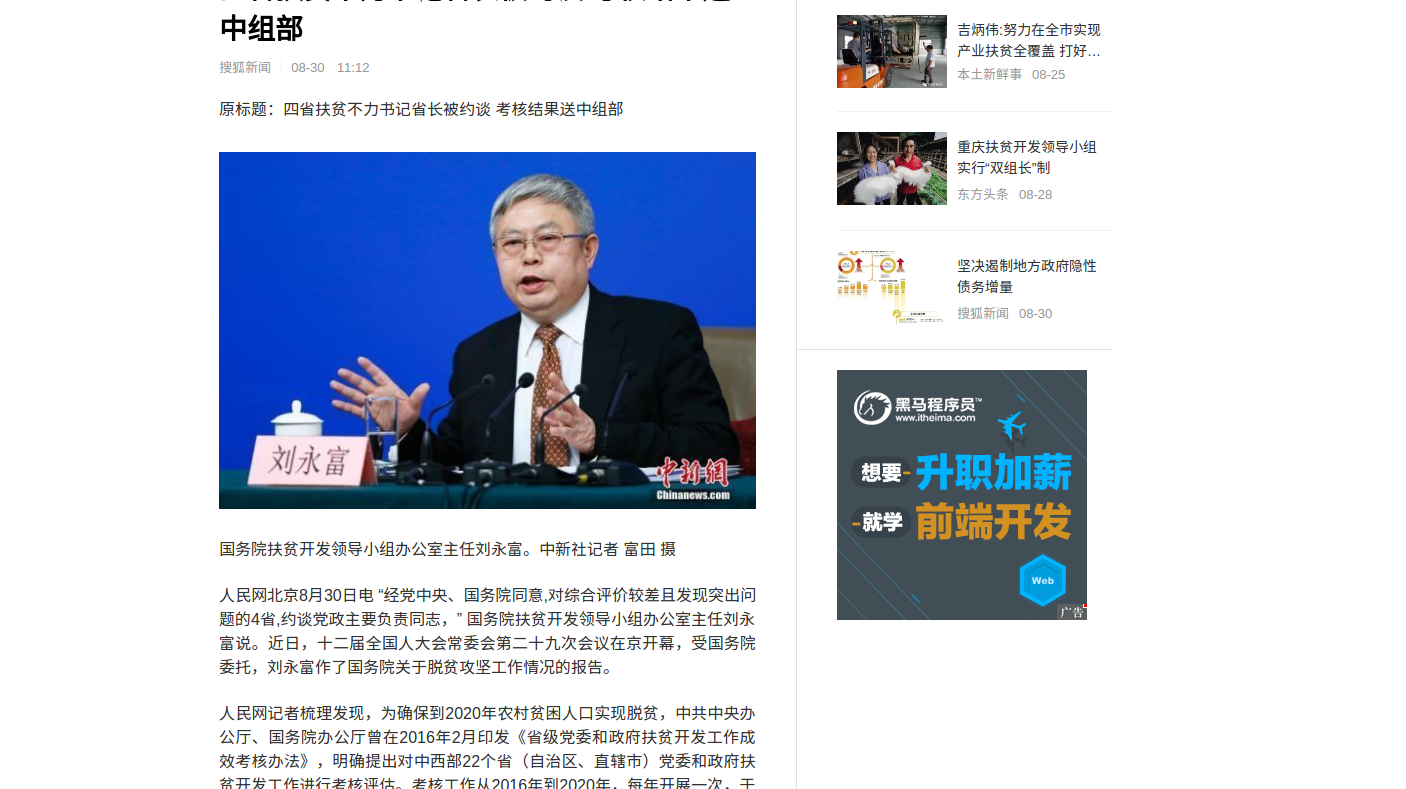 中组部
搜狐新闻 08-30 11:12
原标题：四省扶贫不力书记省长被约谈 考核结果送中组部
刘永富
中新网
Chinanews.com
国务院扶贫开发领导小组办公室主任刘永富。中新社记者 富田 摄
人民网北京8月30日电 “经党中央、国务院同意,对综合评价较差且发现突出问
题的4省,约谈党政主要负责同志，” 国务院扶贫开发领导小组办公室主任刘永
富说。近日，十二届全国人大会常委会第二十九次会议在京开幕，受国务院
委托，刘永富作了国务院关于脱贫攻坚工作情况的报告。
人民网记者梳理发现，为确保到2020年农村贫困人口实现脱贫，中共中央办
公厅、国务院办公厅曾在2016年2月印发《省级党委和政府扶贫开发工作成
效考核办法》，明确提出对中西部22个省（自治区、直辖市）党委和政府扶
贫开发工作进行考核评估。考核工作从2016年到2020年，每年开展一次，于
吉炳伟:努力在全市实现
产业扶贫全覆盖 打好…
本土新鲜事 08-25
重庆扶贫开发领导小组
实行“双组长”制
东方头条 08-28
坚决遏制地方政府隐性
债务增量
搜狐新闻 08-30
黑马程序员™
www.itheima.com
想要-升职加薪
-就学 前端开发
Web
广告